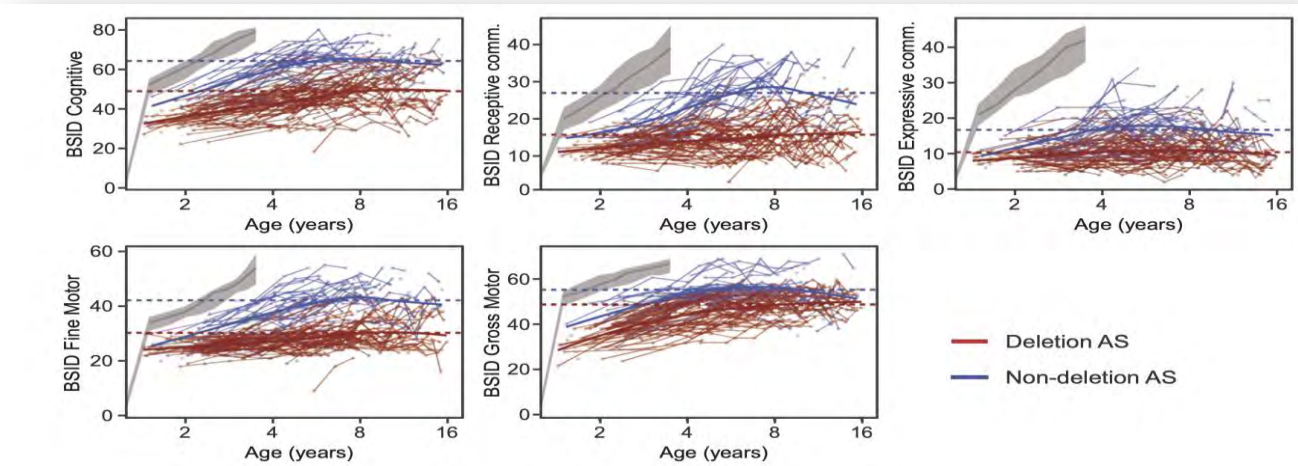 BSID Cognitive
80
60
40
20
0
2 4 8 16
Age (years)
BSID Receptive comm.
40
30
20
10
0
2 4 8 16
Age (years)
BSID Expressive comm.
40
30
20
10
0
2 4 8 16
Age (years)
BSID Fine Motor
60
40
20
0
2 4 8 16
Age (years)
BSID Gross Motor
60
40
20
0
2 4 8 16
Age (years)
Deletion AS
Non-deletion AS